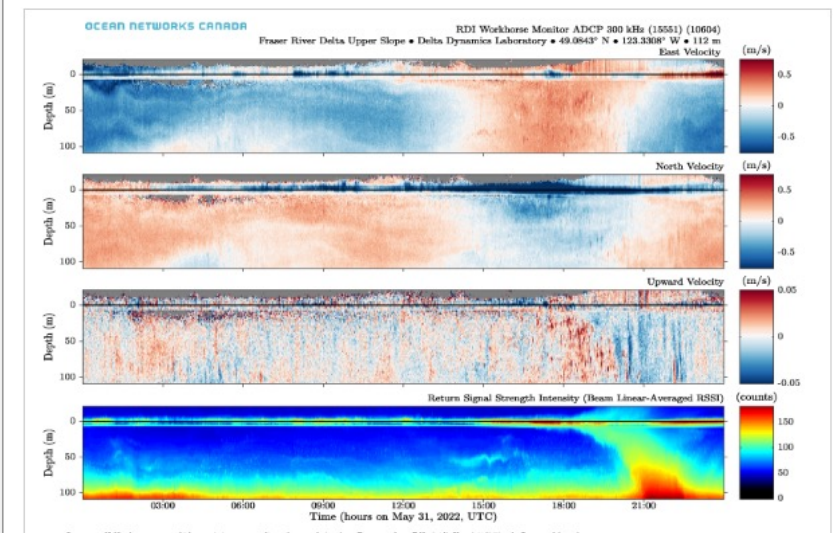 OCEAN NETWORKS CANADA
RDI Workhorse Monitor ADCP 300 kHz (15551) (10604)
Fraser River Delta Upper Slope • Delta Dynamics Laboratory • 49.0843° N • 123.3308° W • 112 m
East Velocity
(m/s)
Depth (m)
0
50
100
0.5
0
-0.5
North Velocity
(m/s)
Depth (m)
0
50
100
0.5
0
-0.5
Upward Velocity
(m/s)
Depth (m)
0
50
100
0.05
0
-0.05
Return Signal Strength Intensity (Beam Linear-Averaged RSSI)
(counts)
Depth (m)
0
50
100
150
100
50
0
03:00 06:00 09:00 12:00 15:00 18:00 21:00
Time (hours on May 31, 2022, UTC)